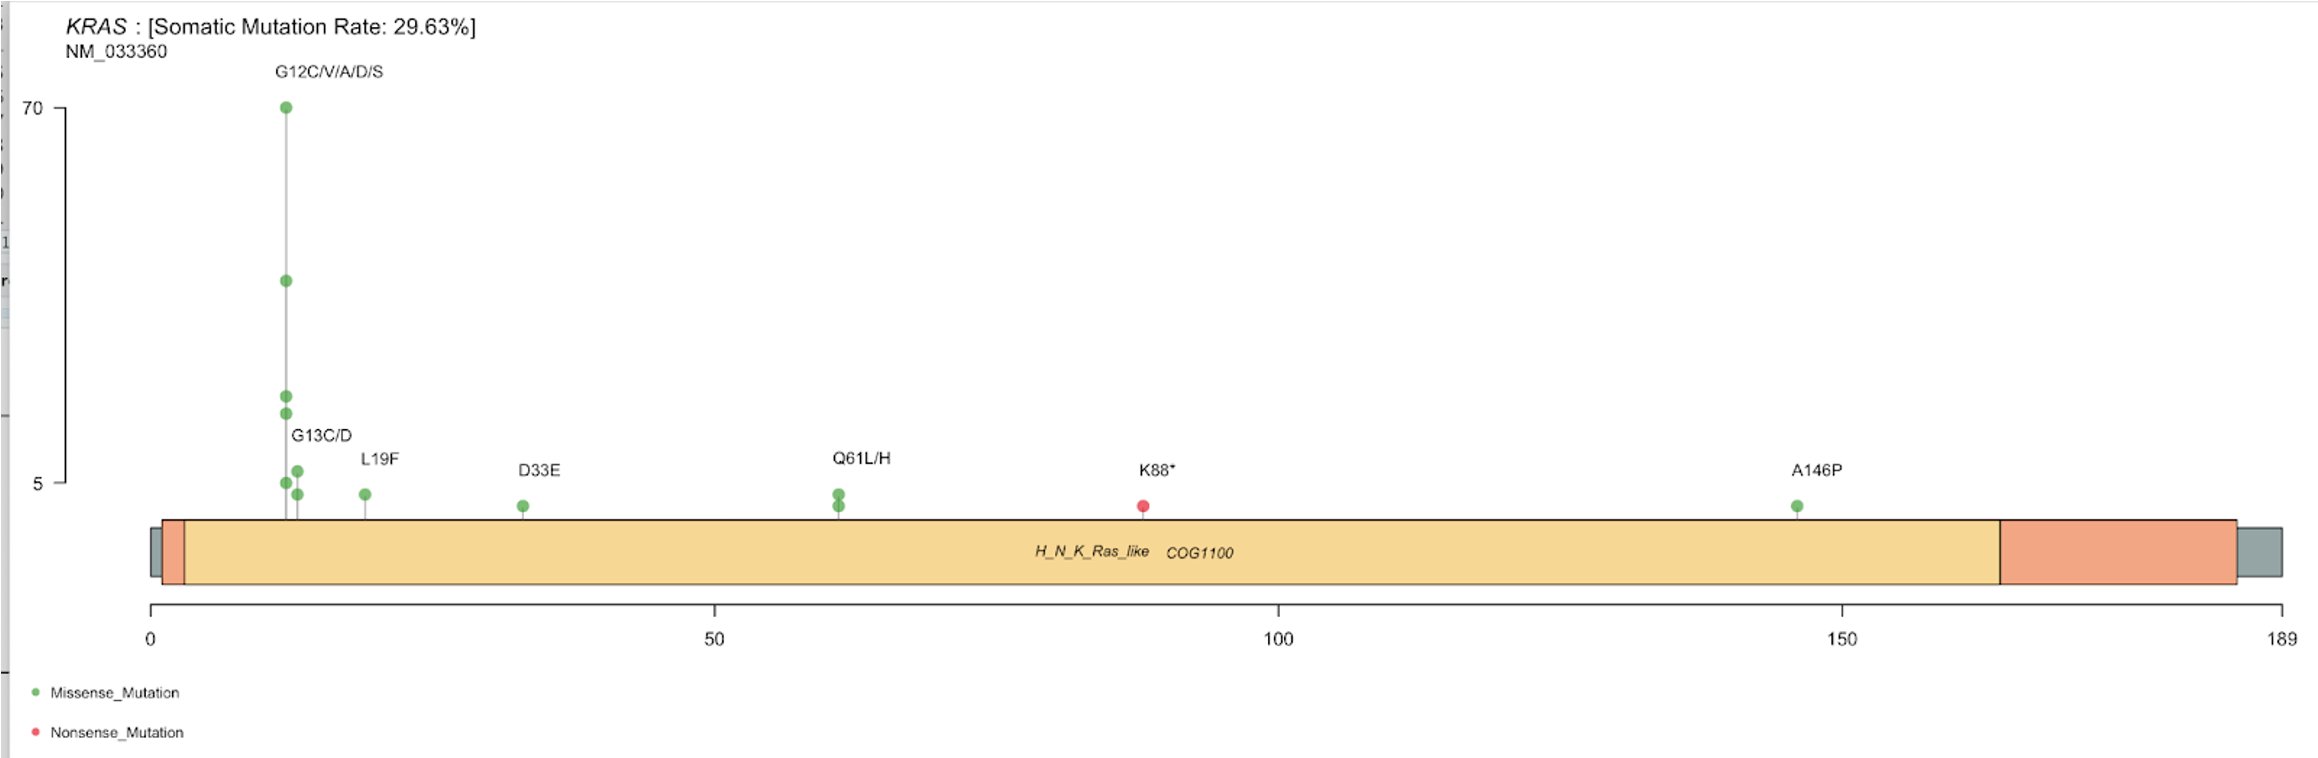 KRAS : [Somatic Mutation Rate: 29.63%]
NM_033360
G12C/V/A/D/S
70
G13C/D
L19F
Q61L/H
D33E
K88*
A146P
5
H_N_K_Ras_like COG1100
0 50 100 150 189
Missense_Mutation
Nonsense_Mutation